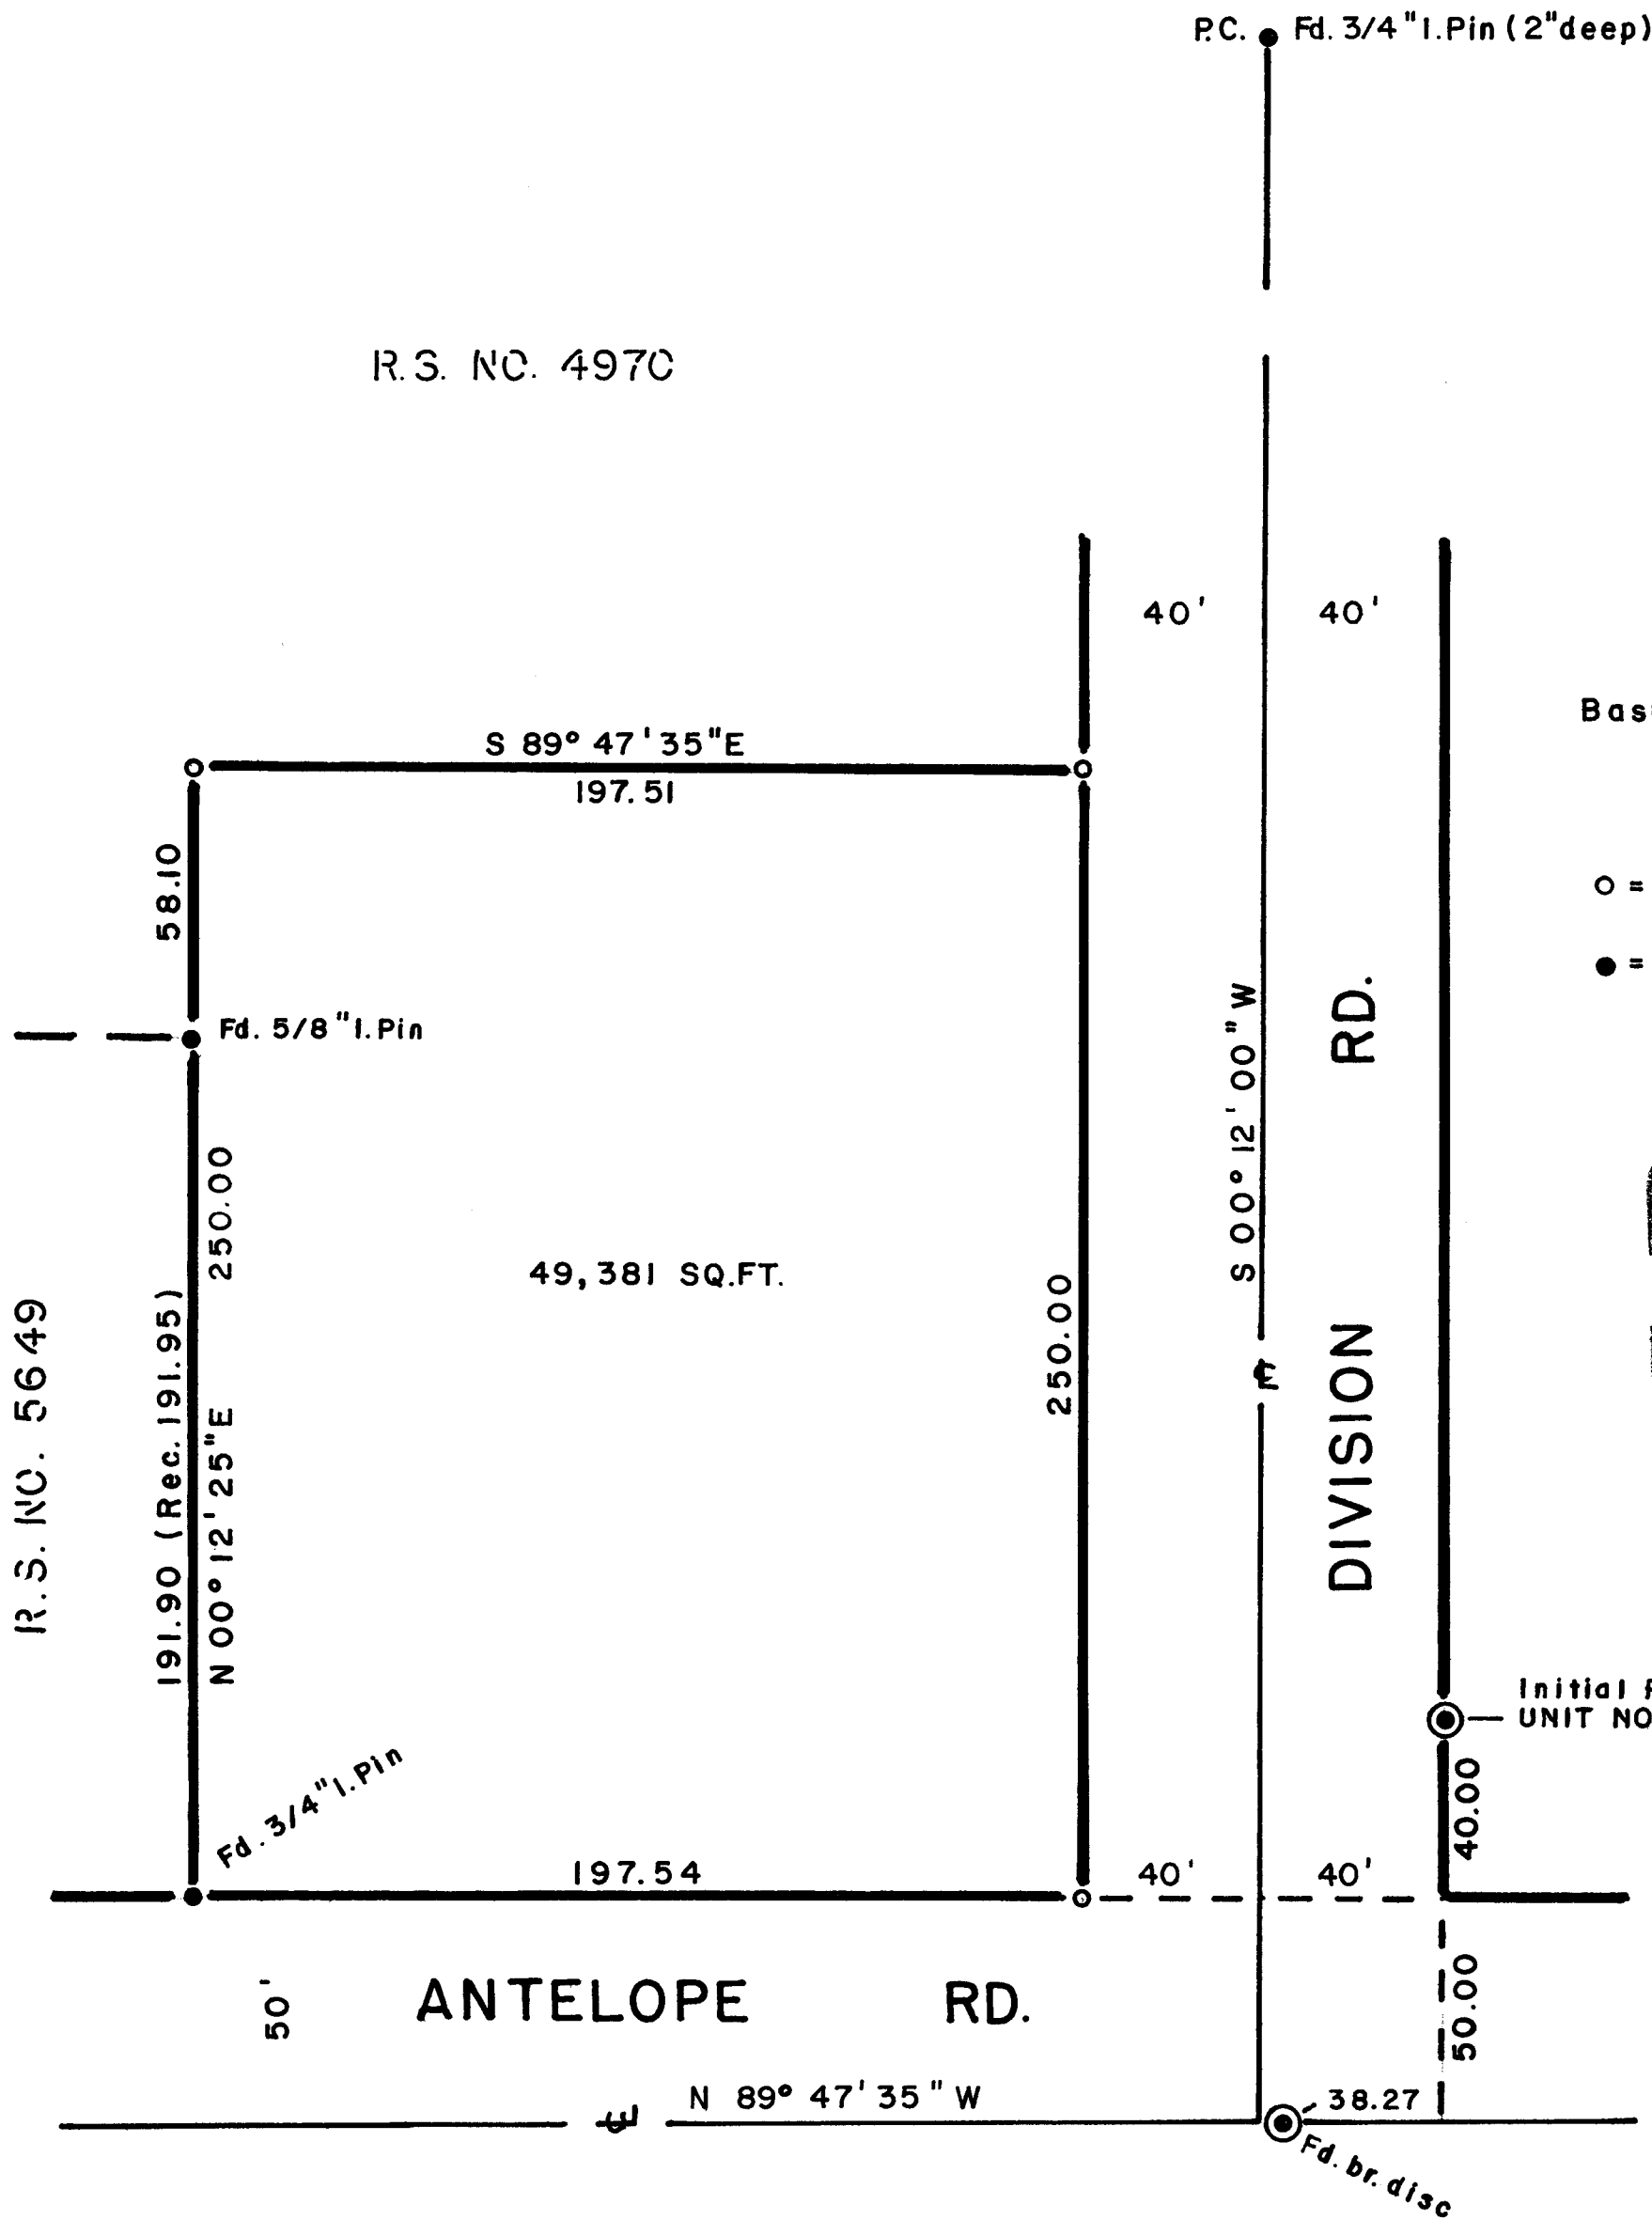 P.C.
Fd. 3/4" I.Pin (2"deep)
R.S. NO. 4970
40'
40'
S 89° 47' 35"E
197.51
58.10
○ =
● =
Fd. 5/8" I.Pin
S 00° 12' 00" W
RD.
DIVISION
250.00
191.90 (Rec. 191.95)
N 00° 12' 25"E
R.S. NO. 5649
49,381 SQ.FT.
250.00
Initial
UNIT NO
40.00
Fd. 3/4" I.Pin
197.54
40'
40'
50'
ANTELOPE RD.
50.00
N 89° 47' 35" W
38.27
Fd. br. disc